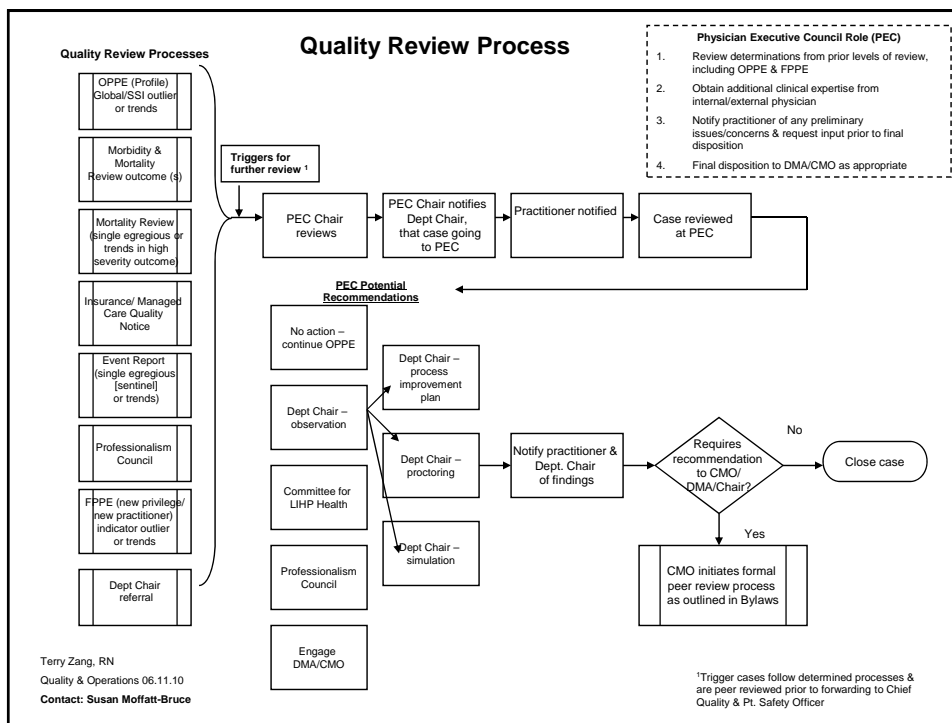 Quality Review Process
Quality Review Processes
OPPE (Profile)
Global/SSI outlier
or trends
Morbidity &
Mortality
Review outcome (s)
Mortality Review
(single egregious or
trends in high
severity outcome)
Insurance/ Managed
Care Quality
Notice
Event Report
(single egregious
[sentinel]
or trends)
Professionalism
Council
FPPE (new privilege/
new practitioner)
indicator outlier
or trends
Dept Chair
referral
Triggers for
further review 1
Physician Executive Council Role (PEC)
1. Review determinations from prior levels of review,
including OPPE & FPPE
2. Obtain additional clinical expertise from
internal/external physician
3. Notify practitioner of any preliminary
issues/concerns & request input prior to final
disposition
4. Final disposition to DMA/CMO as appropriate
PEC Chair
reviews
PEC Chair notifies
Dept Chair,
that case going
to PEC
Practitioner notified
Case reviewed
at PEC
PEC Potential
Recommendations
No action –
continue OPPE
Dept Chair –
observation
Committee for
LIHP Health
Professionalism
Council
Engage
DMA/CMO
Dept Chair –
process
improvement
plan
Dept Chair –
proctoring
Dept Chair –
simulation
Notify practitioner &
Dept. Chair
of findings
Requires
recommendation
to CMO/
DMA/Chair?
No
Close case
Yes
CMO initiates formal
peer review process
as outlined in Bylaws
Terry Zang, RN
Quality & Operations 06.11.10
Contact: Susan Moffatt-Bruce
1Trigger cases follow determined processes &
are peer reviewed prior to forwarding to Chief
Quality & Pt. Safety Officer